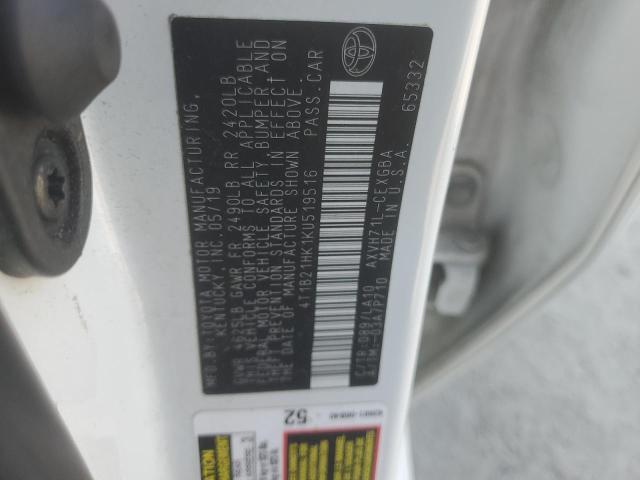 MFD.BY:TOYOTA MOTOR MANUFACTURING,
KENTUCKY, INC. 05/19
GVWR 4625LB GAWR FR 2490LB RR 2420LB
THIS VEHICLE CONFORMS TO ALL APPLICABLE
FEDERAL MOTOR VEHICLE SAFETY, BUMPER AND
THEFT PREVENTION STANDARDS IN EFFECT ON
THE DATE OF MANUFACTURE SHOWN ABOVE.
4T1B21HK1KU519516 PASS.CAR
C/TR:089/LA10 AXVH71L-CEXGBA
A/TM:-03A/P710 MADE IN U.S.A. 65332
52